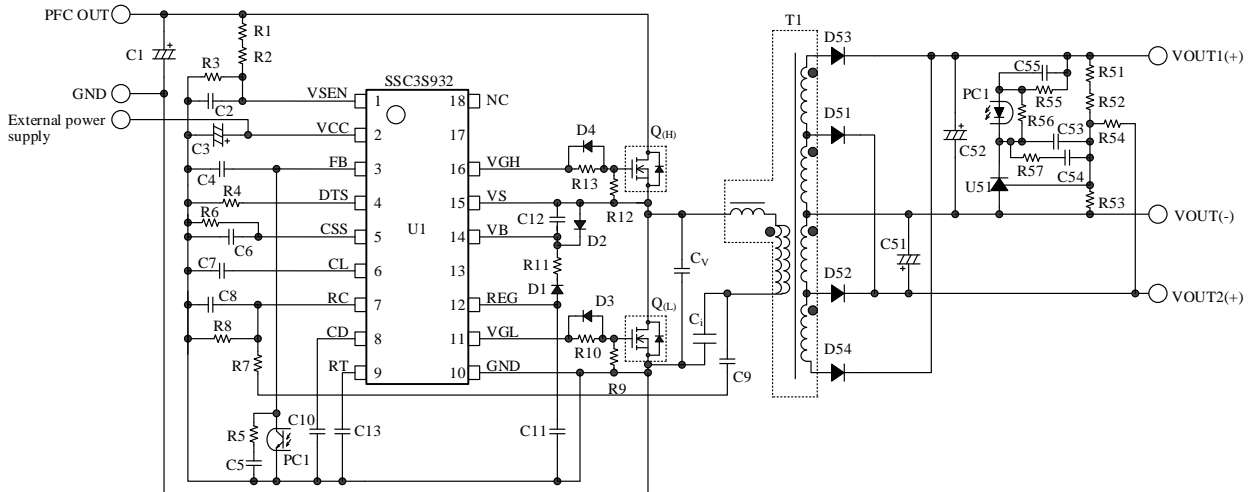 PFC OUT
T1
D53
R1
C1
R2
C55
R51
VOUT1(+)
R3
SSC3S932
PC1
R55
R52
GND
VSEN
1
18
NC
R56
C2
D4
Q(H)
C53
R54
External power
supply
VCC
2
17
D51
C52
C3
FB
3
16
VGH
R57
C54
C4
R13
U51
R4
DTS
4
15
VS
R12
R53
R6
C12
VOUT(-)
CSS
5
U1
14
VB
D2
C6
C51
C7
CL
6
13
R11
CV
C8
RC
7
12
REG
D1
D3
Q(L)
D52
VOUT2(+)
R8
CD
8
11
VGL
Ci
R7
R10
D54
RT
9
10
GND
R9
C9
R5
C10
C13
C11
C5
PC1